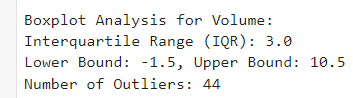 Boxplot Analysis for Volume:
Interquartile Range (IQR): 3.0
Lower Bound: -1.5, Upper Bound: 10.5
Number of Outliers: 44